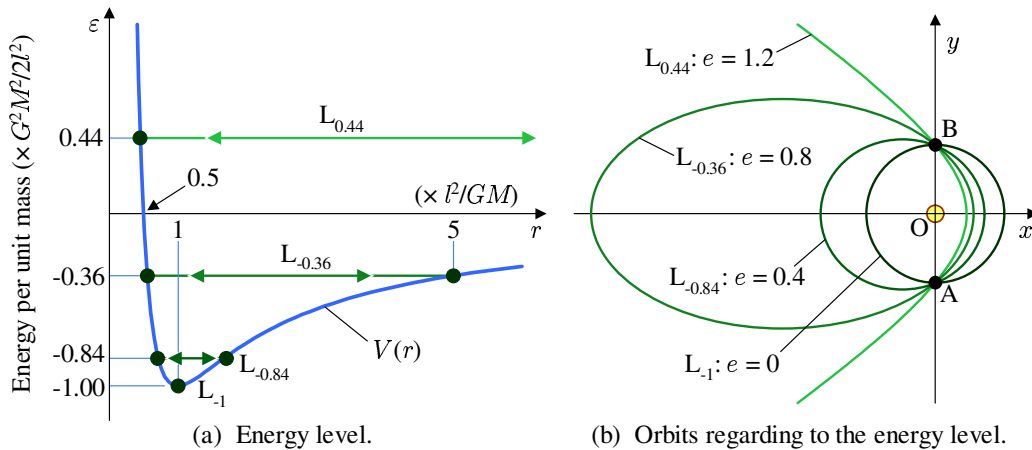 Energy per unit mass (× G²M²/2l²)
ε
0.44
-0.36
-0.84
-1.00
0.5
L₀.₄₄
(× l²/GM)
r
1
5
L₋₀.₃₆
V(r)
L₋₀.₈₄
L₋₁
(a) Energy level.
y
L₀.₄₄: e = 1.2
B
L₋₀.₃₆: e = 0.8
O
x
L₋₀.₈₄: e = 0.4
A
L₋₁: e = 0
(b) Orbits regarding to the energy level.